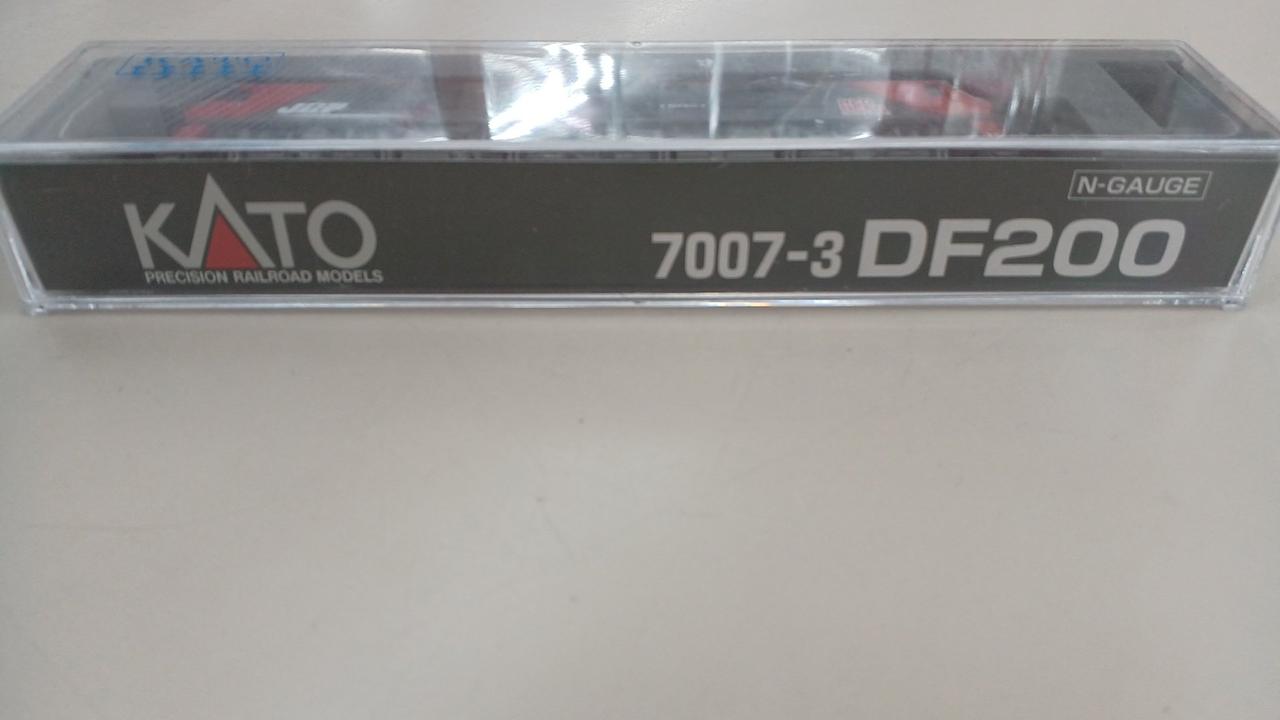 N-GAUGE
KATO
7007-3 DF200
PRECISION RAILROAD MODELS